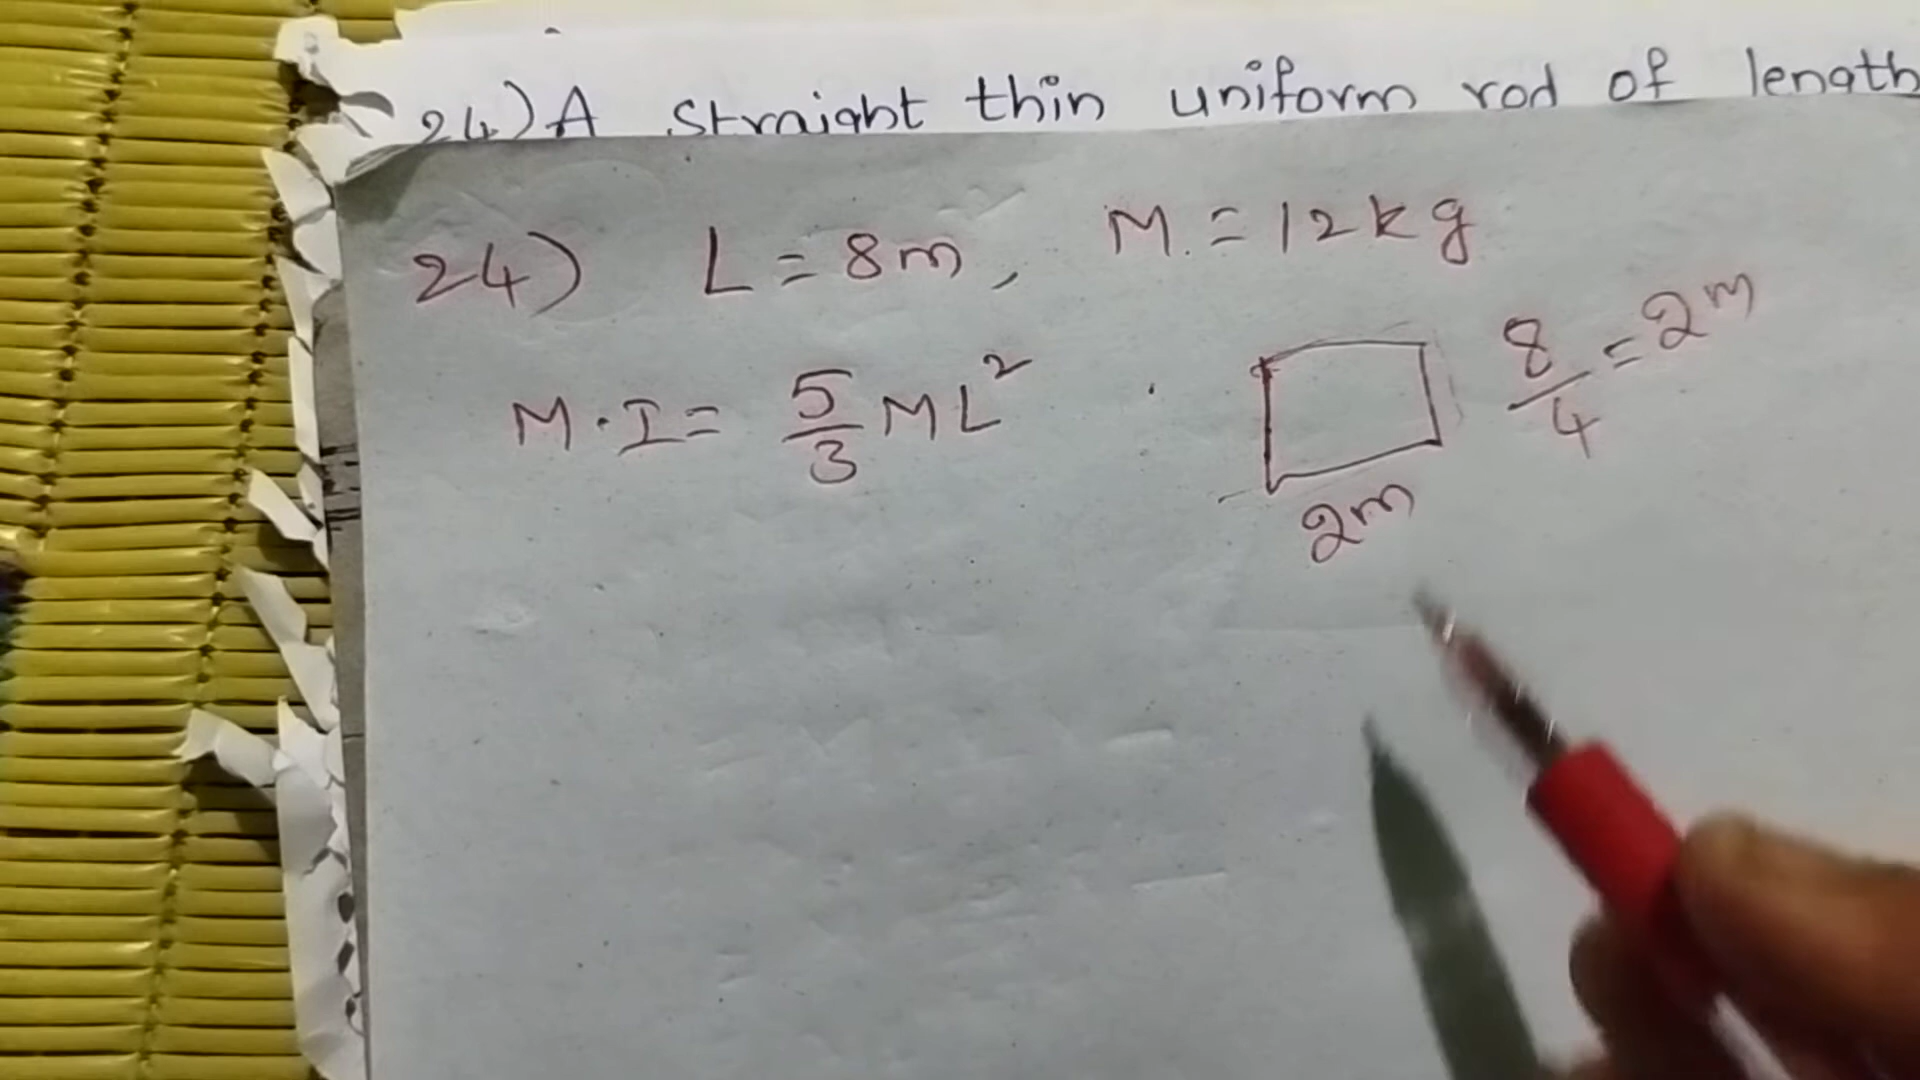 24) A straight thin uniform rod of length
24) L = 8m, M. = 12kg
8/4 = 2m
M.I = 5/3 ML²
2m